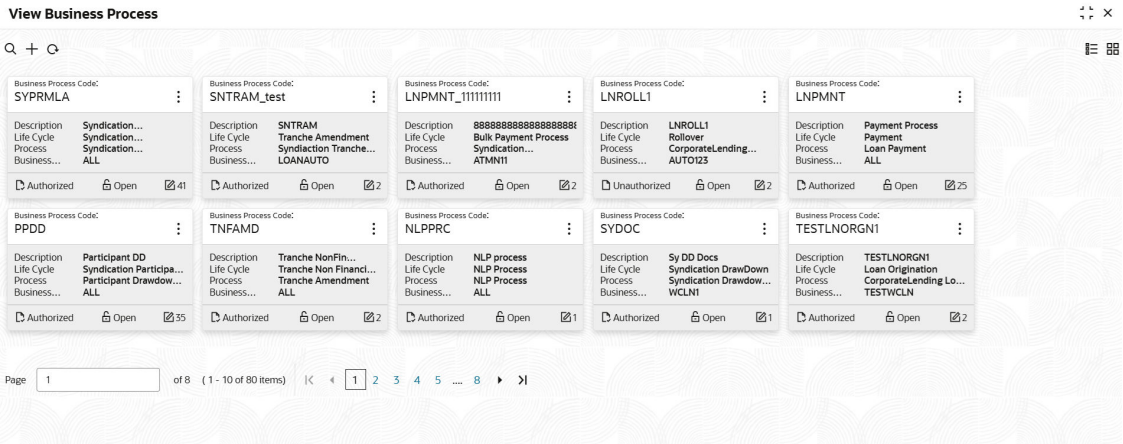 View Business Process
Business Process Code:
SYPRMLA
Description Syndication...
Life Cycle Syndication...
Process Syndication...
Business... ALL
Authorized Open 41
Business Process Code:
SNTRAM_test
Description SNTRAM
Life Cycle Tranche Amendment
Process Syndiaction Tranche...
Business... LOANAUTO
Authorized Open 2
Business Process Code:
LNPMNT_111111111
Description
Life Cycle Bulk Payment Process
Process Syndication...
Business... ATMN11
Authorized Open 2
Business Process Code:
LNROLL1
Description LNROLL1
Life Cycle Rollover
Process CorporateLending...
Business... AUTO123
Unauthorized Open 2
Business Process Code:
LNPMNT
Description Payment Process
Life Cycle Payment
Process Loan Payment
Business... ALL
Authorized Open 25
Business Process Code:
PPDD
Description Participant DD
Life Cycle Syndication Participa...
Process Participant Drawdow...
Business... ALL
Authorized Open 35
Business Process Code:
TNFAMD
Description Tranche NonFin...
Life Cycle Tranche Non Financi...
Process Tranche Amendment
Business... ALL
Authorized Open 2
Business Process Code:
NLPPRC
Description NLP process
Life Cycle NLP Process
Process NLP Process
Business... ALL
Authorized Open 1
Business Process Code:
SYDOC
Description Sy DD Docs
Life Cycle Syndication DrawDown
Process Syndication Drawdow...
Business... WCLN1
Authorized Open 1
Business Process Code:
TESTLNORGN1
Description TESTLNORGN1
Life Cycle Loan Origination
Process CorporateLending Lo...
Business... TESTWCLN
Authorized Open 2
Page 1 of 8 (1 - 10 of 80 items) 1 2 3 4 5 .... 8